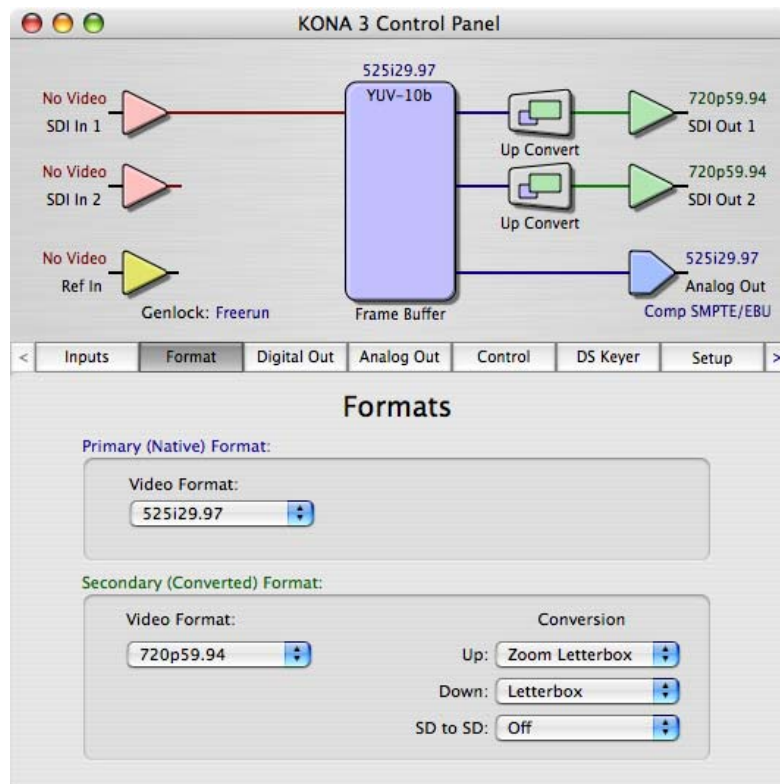 KONA 3 Control Panel
525i29.97
YUV-10b
No Video
SDI In 1
Up Convert
720p59.94
SDI Out 1
No Video
SDI In 2
Up Convert
720p59.94
SDI Out 2
No Video
Ref In
Genlock: Freerun
Frame Buffer
525i29.97
Analog Out
Comp SMPTE/EBU
< Inputs Format Digital Out Analog Out Control DS Keyer Setup >
Formats
Primary (Native) Format:
Video Format:
525i29.97
Secondary (Converted) Format:
Video Format:
720p59.94
Conversion
Up: Zoom Letterbox
Down: Letterbox
SD to SD: Off